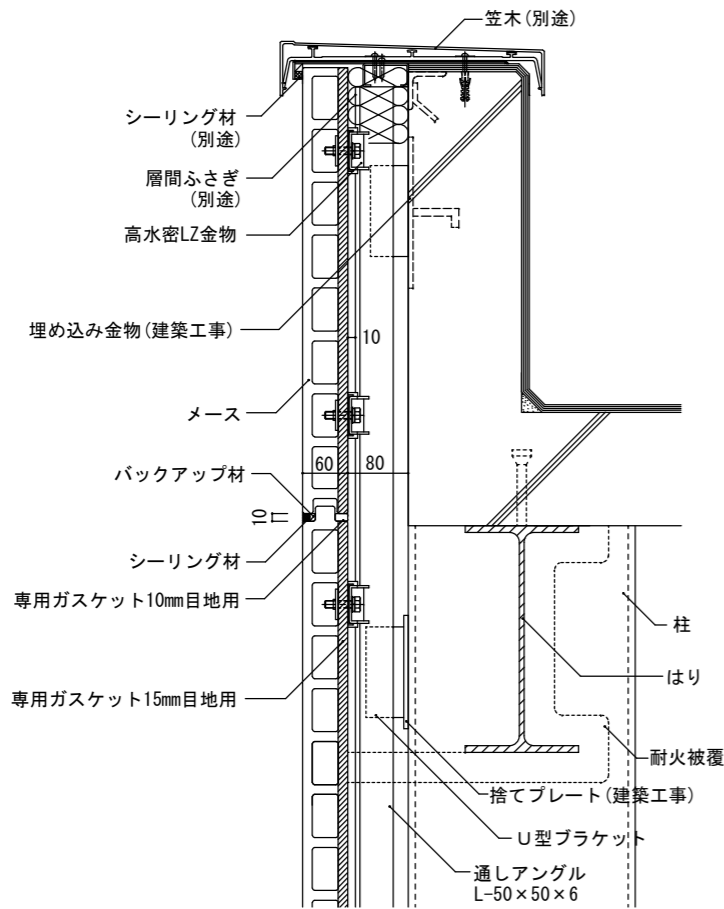 笠木(別途)
シーリング材
(別途)
層間ふさぎ
(別途)
高水密LZ金物
埋め込み金物(建築工事)
10
メース
60
80
バックアップ材
10
シーリング材
専用ガスケット10mm目地用
柱
はり
専用ガスケット15mm目地用
耐火被覆
捨てプレート(建築工事)
U型ブラケット
通しアングル
L-50×50×6